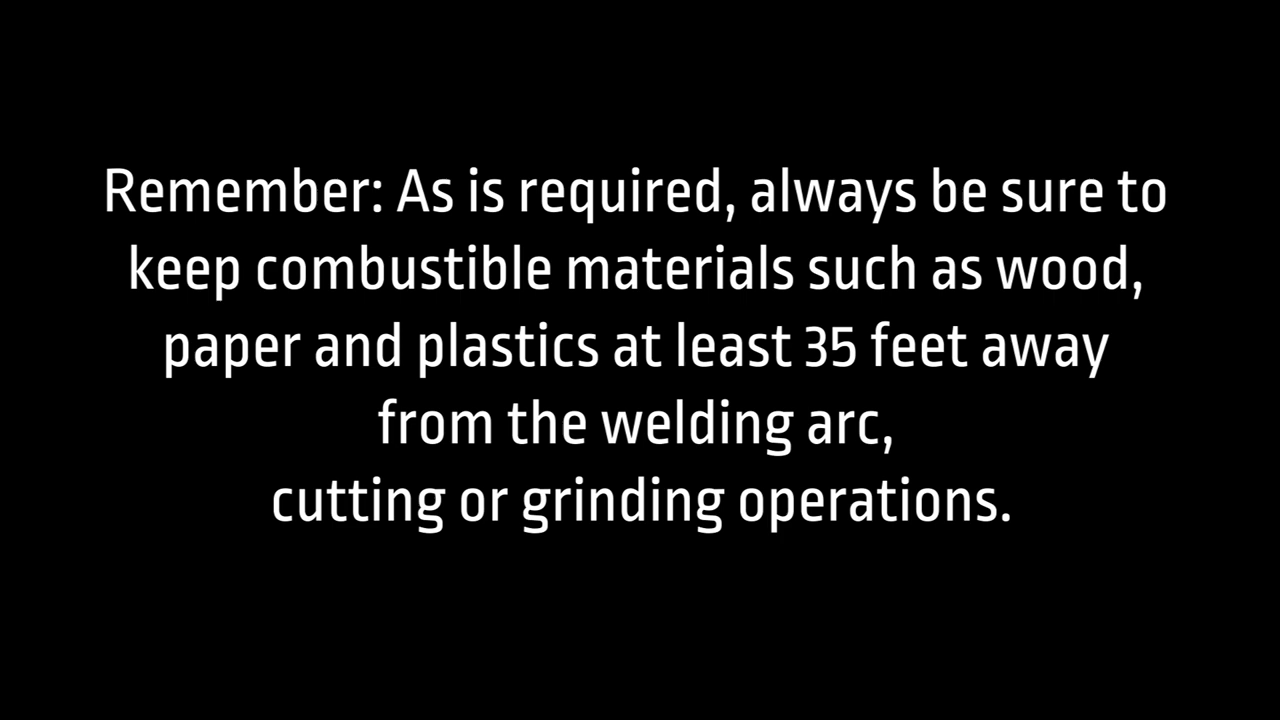 Remember: As is required, always be sure to
keep combustible materials such as wood,
paper and plastics at least 35 feet away
from the welding arc,
cutting or grinding operations.